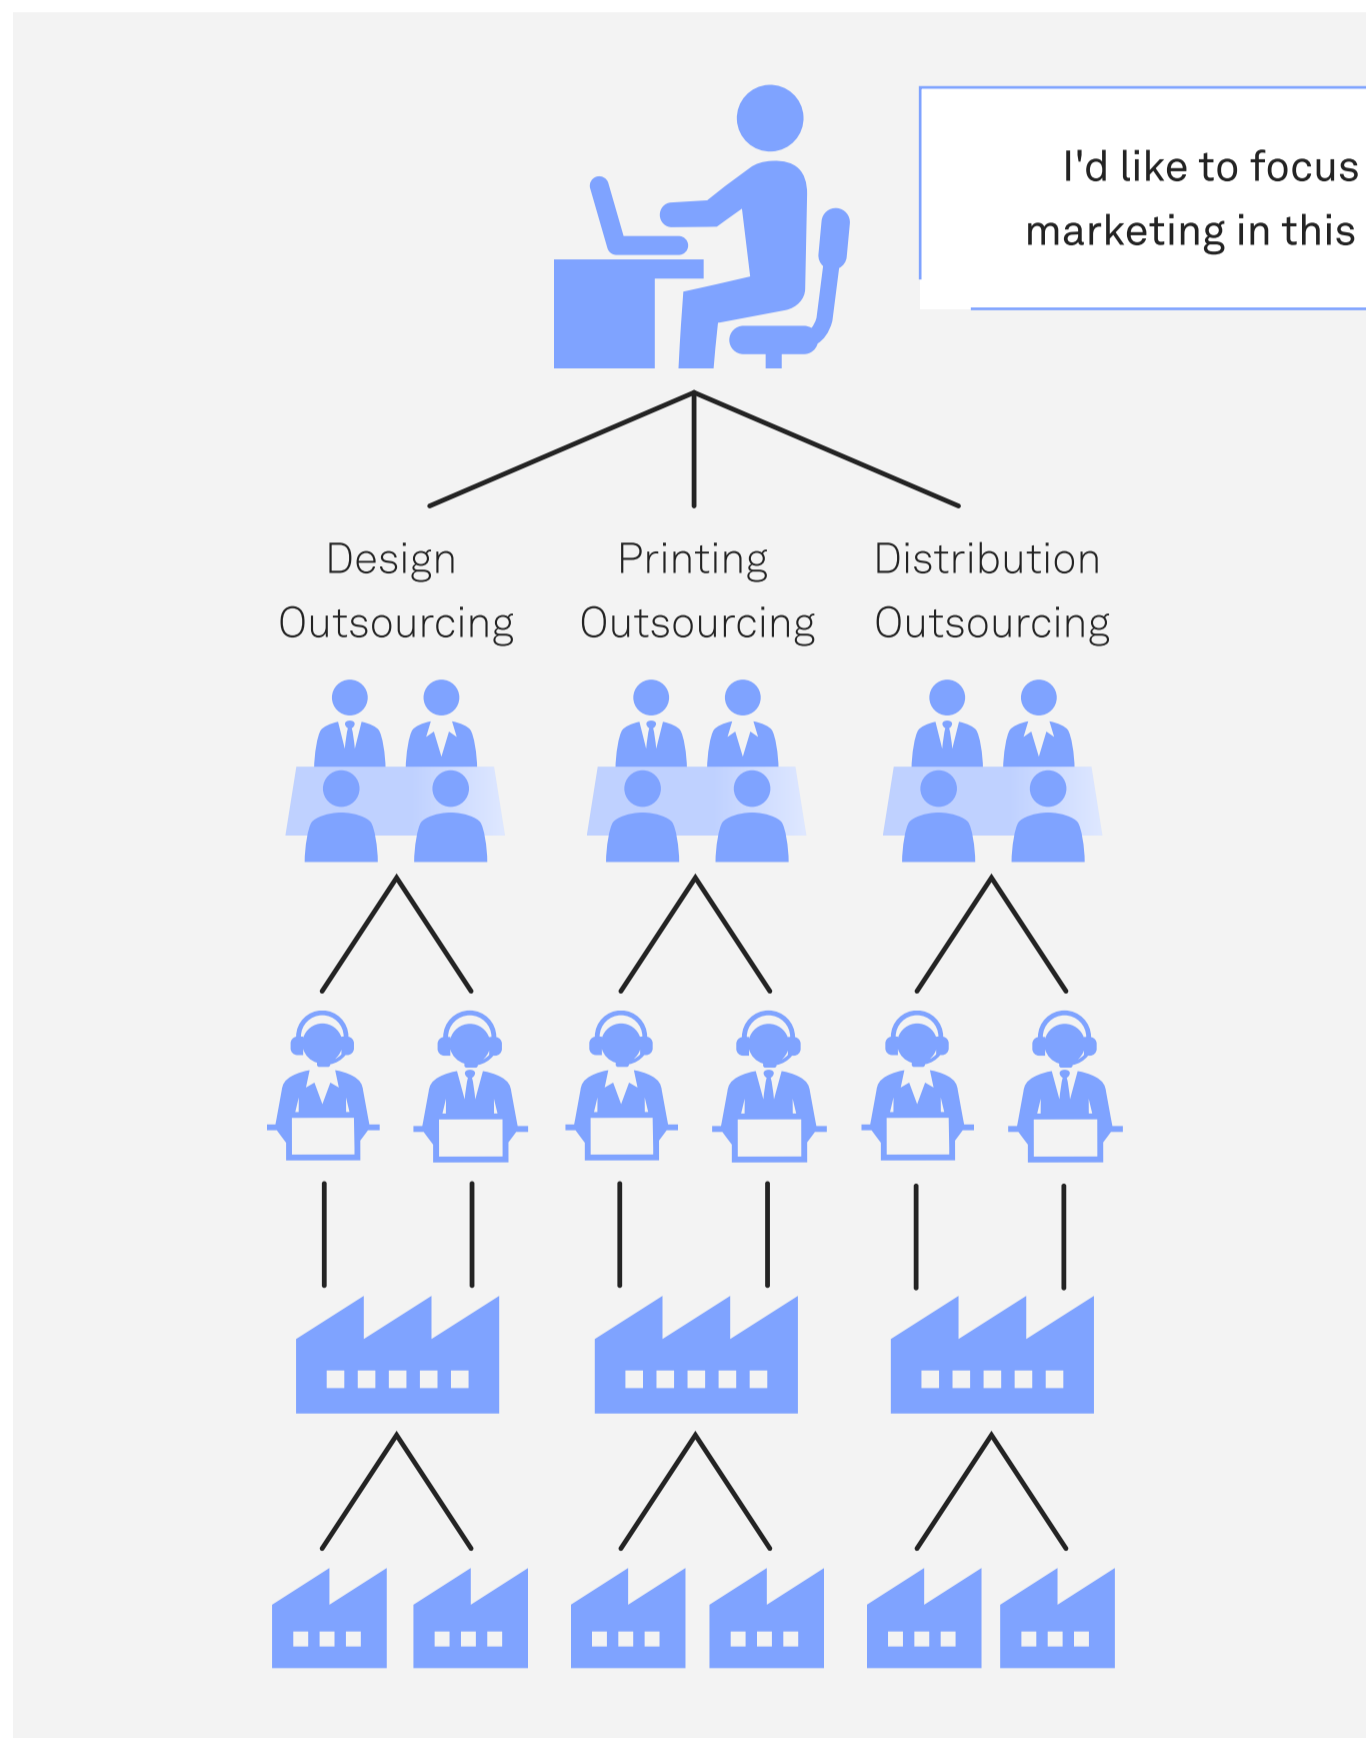 I'd like to focus
marketing in this
Design
Outsourcing
Printing
Outsourcing
Distribution
Outsourcing